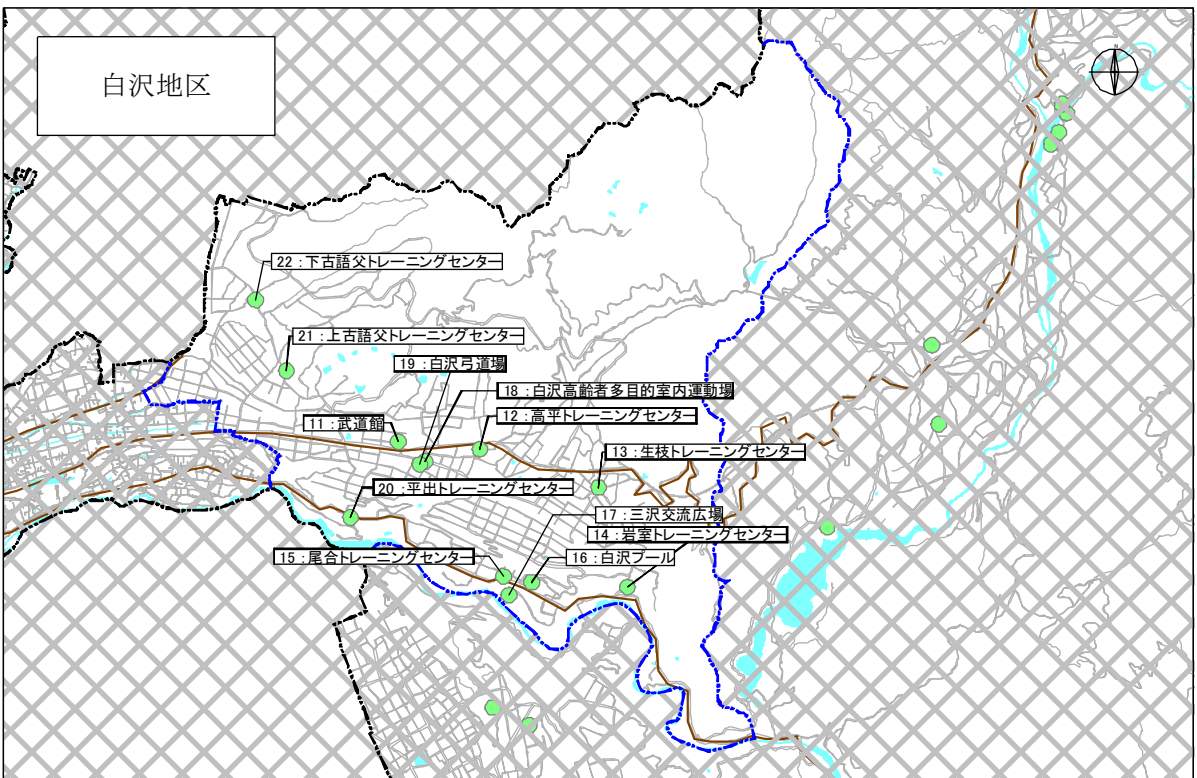 白沢地区
N
22：下古語父トレーニングセンター
21：上古語父トレーニングセンター
19：白沢弓道場
18：白沢高齢者多目的室内運動場
12：高平トレーニングセンター
11：武道館
13：生枝トレーニングセンター
20：平出トレーニングセンター
17：三沢交流広場
14：岩室トレーニングセンター
15：尾合トレーニングセンター
16：白沢プール